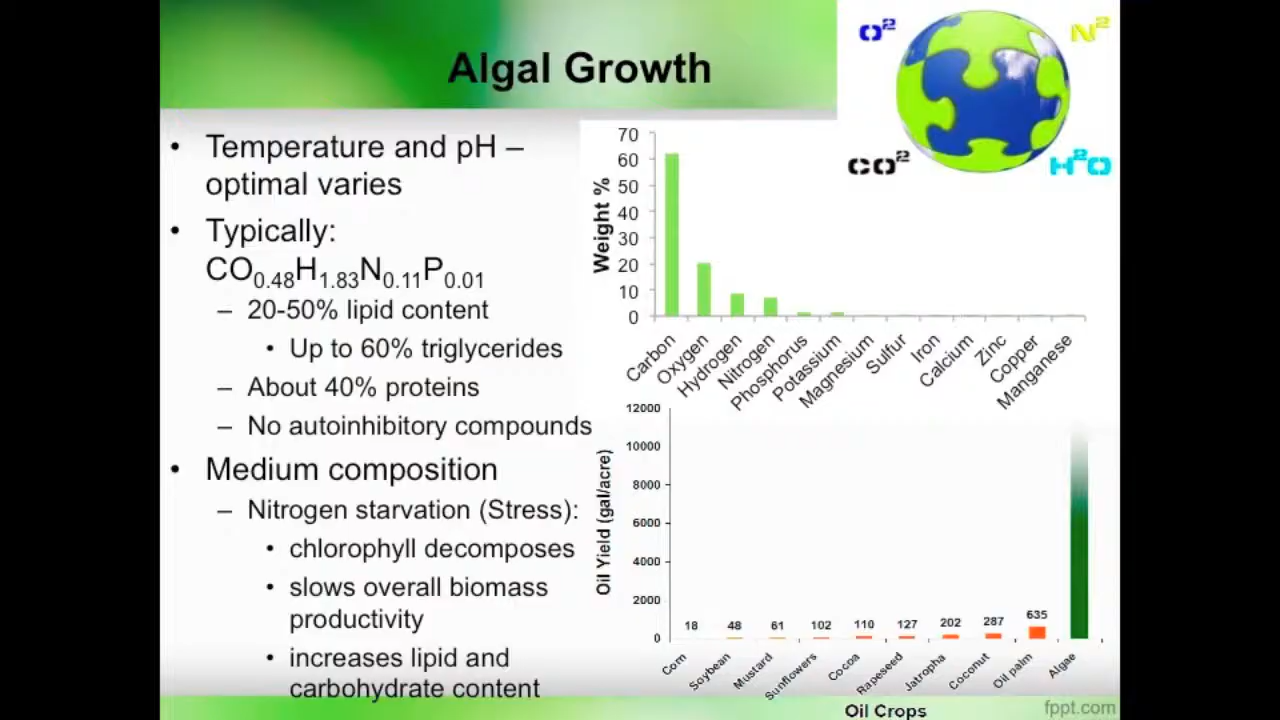 Algal Growth
O²
N²
CO²
H²O
• Temperature and pH –
optimal varies
• Typically:
CO₀.₄₈H₁.₈₃N₀.₁₁P₀.₀₁
– 20-50% lipid content
• Up to 60% triglycerides
– About 40% proteins
– No autoinhibitory compounds
• Medium composition
– Nitrogen starvation (Stress):
• chlorophyll decomposes
• slows overall biomass
productivity
• increases lipid and
carbohydrate content
Weight %
70
60
50
40
30
20
10
0
Carbon
Oxygen
Hydrogen
Nitrogen
Phosphorus
Potassium
Magnesium
Sulfur
Iron
Calcium
Zinc
Copper
Manganese
Oil Yield (gal/acre)
12000
10000
8000
6000
4000
2000
0
18
48
61
102
110
127
202
287
635
Corn
Soybean
Mustard
Sunflowers
Cocoa
Rapeseed
Jatropha
Coconut
Oil palm
Algae
Oil Crops
fppt.com